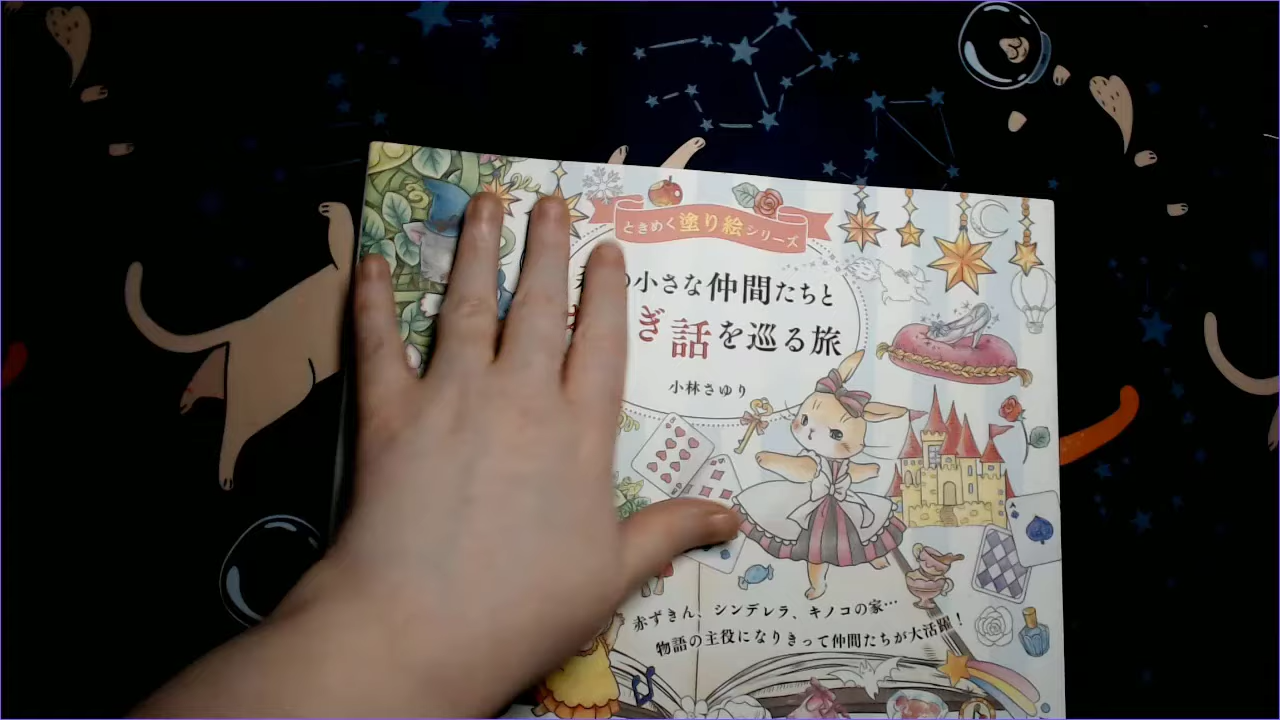 ときめく塗り絵シリーズ
の小さな仲間たちと
ぎ話を巡る旅
小林さゆり
赤ずきん、シンデレラ、キノコの家…
物語の主役になりきって仲間たちが大活躍！
A